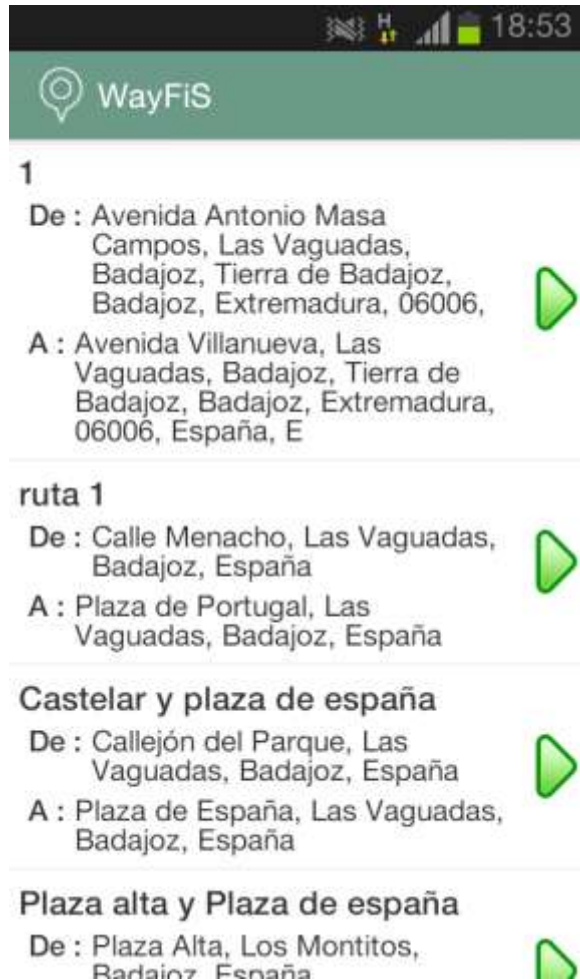 H 18:53
WayFiS
1
De : Avenida Antonio Masa
Campos, Las Vaguadas,
Badajoz, Tierra de Badajoz,
Badajoz, Extremadura, 06006,
A : Avenida Villanueva, Las
Vaguadas, Badajoz, Tierra de
Badajoz, Badajoz, Extremadura,
06006, España, E
ruta 1
De : Calle Menacho, Las Vaguadas,
Badajoz, España
A : Plaza de Portugal, Las
Vaguadas, Badajoz, España
Castelar y plaza de españa
De : Callejón del Parque, Las
Vaguadas, Badajoz, España
A : Plaza de España, Las Vaguadas,
Badajoz, España
Plaza alta y Plaza de españa
De : Plaza Alta, Los Montitos,
Badajoz, España